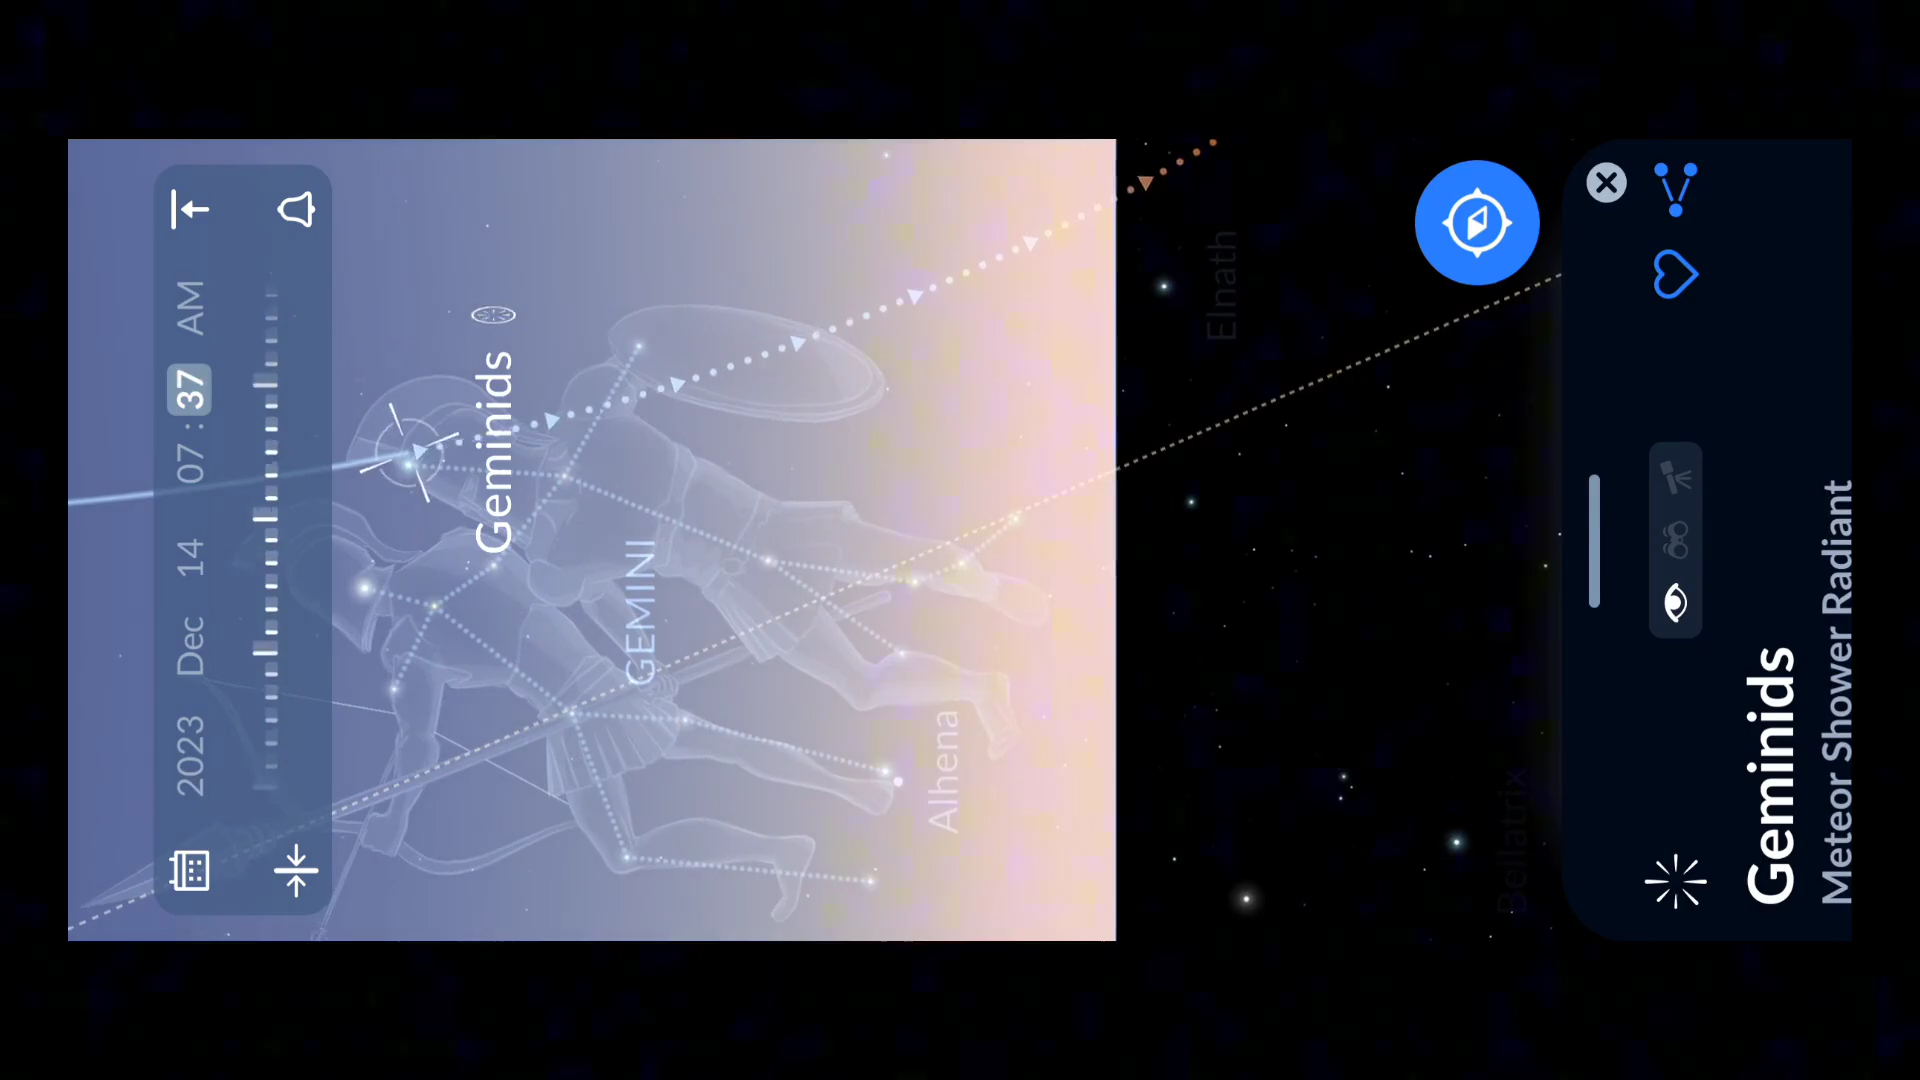 2023 Dec 14 07:37 AM
Geminids
GEMINI
Alhena
Elnath
Bellatrix
Geminids
Meteor Shower Radiant